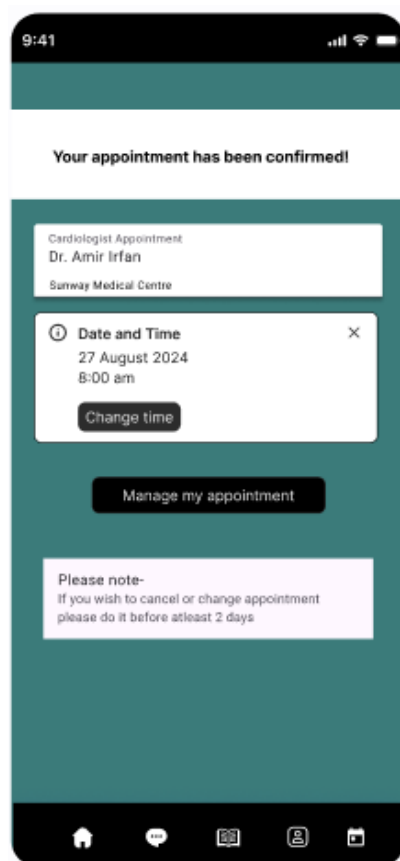 9:41
Your appointment has been confirmed!
Cardiologist Appointment
Dr. Amir Irfan
Sunway Medical Centre
Date and Time
27 August 2024
8:00 am
Change time
Manage my appointment
Please note-
If you wish to cancel or change appointment
please do it before atleast 2 days